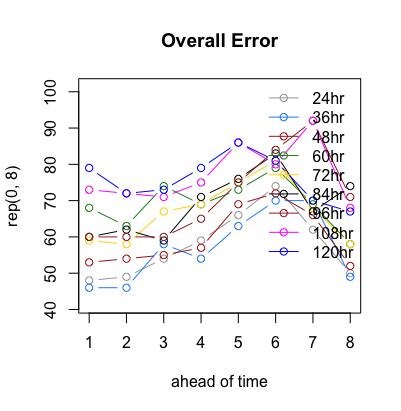 Overall Error
rep(0, 8)
100
90
80
70
60
50
40
24hr
36hr
48hr
60hr
72hr
84hr
96hr
108hr
120hr
1 2 3 4 5 6 7 8
ahead of time